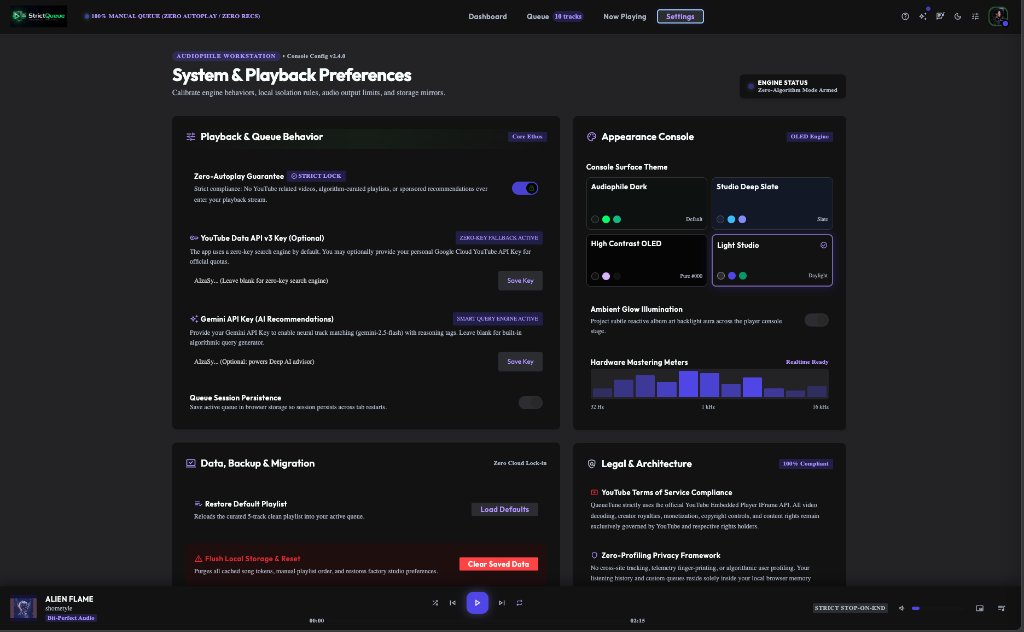 StrictQueue
100% MANUAL QUEUE (ZERO AUTOPLAY / ZERO RECS)
Dashboard
Queue 10 tracks
Now Playing
Settings
AUDIOPHILE WORKSTATION • Console Config v2.4.0
System & Playback Preferences
Calibrate engine behaviors, local isolation rules, audio output limits, and storage mirrors.
ENGINE STATUS
Zero-Algorithm Mode Armed
Playback & Queue Behavior
Core Ethos
Zero-Autoplay Guarantee STRICT LOCK
Strict compliance: No YouTube related videos, algorithm-curated playlists, or sponsored recommendations ever
enter your playback stream.
YouTube Data API v3 Key (Optional)
ZERO-KEY FALLBACK ACTIVE
The app uses a zero-key search engine by default. You may optionally provide your personal Google Cloud YouTube API Key for
official quotas.
AIzaSy... (Leave blank for zero-key search engine)
Save Key
Gemini API Key (AI Recommendations)
SMART QUERY ENGINE ACTIVE
Provide your Gemini API Key to enable neural track matching (gemini-2.5-flash) with reasoning tags. Leave blank for built-in
algorithmic query generator.
AIzaSy... (Optional: powers Deep AI advisor)
Save Key
Queue Session Persistence
Save active queue in browser storage so session persists across tab restarts.
Appearance Console
OLED Engine
Console Surface Theme
Audiophile Dark
Default
Studio Deep Slate
Slate
High Contrast OLED
Pure #000
Light Studio
Daylight
Ambient Glow Illumination
Project subtle reactive album art backlight aura across the player console
stage.
Hardware Mastering Meters
Realtime Ready
32 Hz
1 kHz
16 kHz
Data, Backup & Migration
Zero Cloud Lock-in
Restore Default Playlist
Reloads the curated 5-track clean playlist into your active queue.
Load Defaults
Flush Local Storage & Reset
Purges all cached song tokens, manual playlist order, and restores factory studio preferences.
Clear Saved Data
Legal & Architecture
100% Compliant
YouTube Terms of Service Compliance
QueueTune strictly uses the official YouTube Embedded Player IFrame API. All video
decoding, creator royalties, monetization, copyright controls, and content rights remain
exclusively governed by YouTube and respective rights holders.
Zero-Profiling Privacy Framework
No cross-site tracking, telemetry finger-printing, or algorithmic user profiling. Your
listening history and custom queues reside solely inside your local browser memory
ALIEN FLAME
shometyle
Bit-Perfect Audio
00:00
02:15
STRICT STOP-ON-END